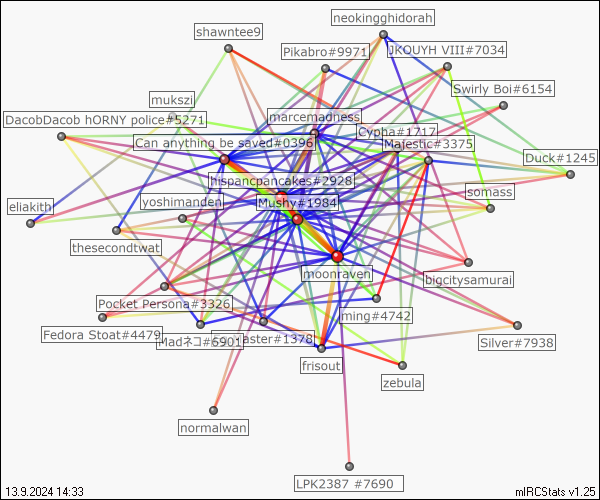 neokingghidorah
shawntee9
Pikabro#9971
JKOUYH VIII#7034
Swirly Boi#6154
mukszi
marcemadness
DacobDacob hORNY police#5271
Cypha#1717
Can anything be saved#0396
Majestic#3375
Duck#1245
hispancpancakes#2928
somass
yoshimanden
Mushy#1984
eliakith
thesecondtwat
moonraven
bigcitysamurai
Pocket Persona#3326
ming#4742
Fedora Stoat#4479
Madネコ#6901
aster#1378
Silver#7938
frisout
zebula
normalwan
LPK2387 #7690
13.9.2024 14:33
mIRCStats v1.25